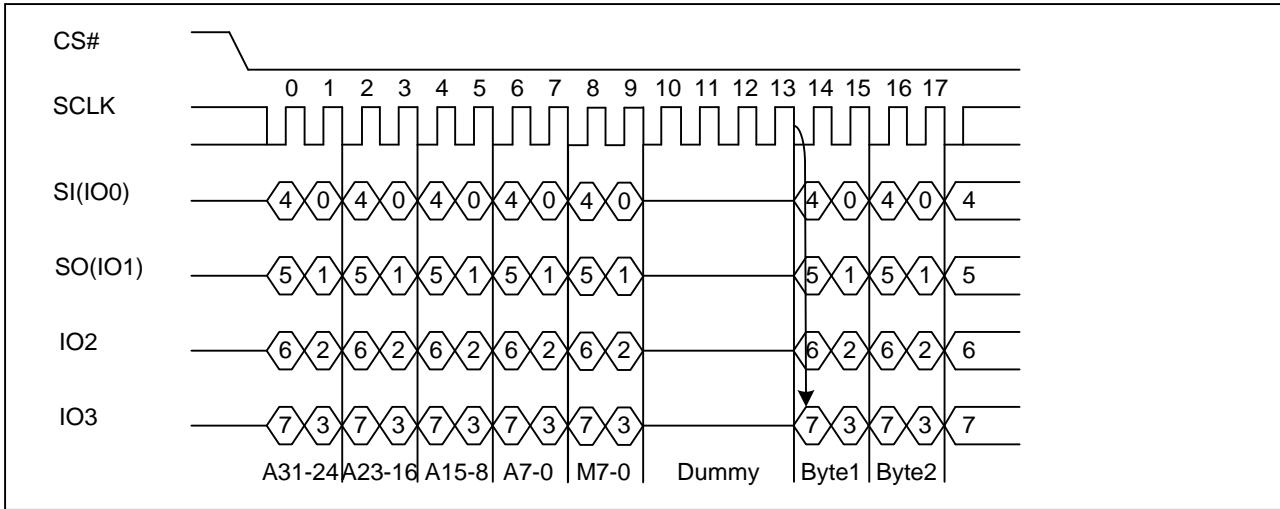 CS#
0 1 2 3 4 5 6 7 8 9 10 11 12 13 14 15 16 17
SCLK
SI(IO0) 4 0 4 0 4 0 4 0 4 0 4 0 4 0 4
SO(IO1) 5 1 5 1 5 1 5 1 5 1 5 1 5 1 5
IO2 6 2 6 2 6 2 6 2 6 2 6 2 6 2 6
IO3 7 3 7 3 7 3 7 3 7 3 7 3 7 3 7
A31-24 A23-16 A15-8 A7-0 M7-0 Dummy Byte1 Byte2